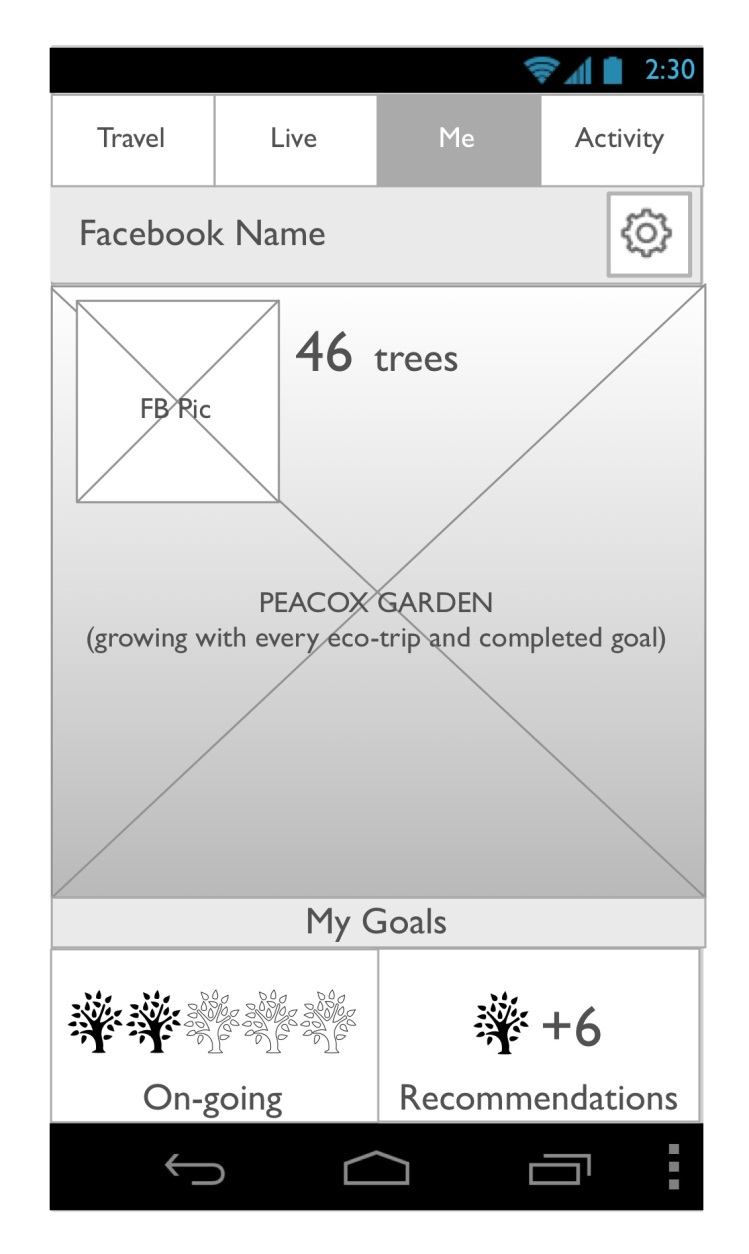 2:30
Travel Live Me Activity
Facebook Name
46 trees
FB Pic
PEACOX GARDEN
(growing with every eco-trip and completed goal)
My Goals
+6
On-going Recommendations